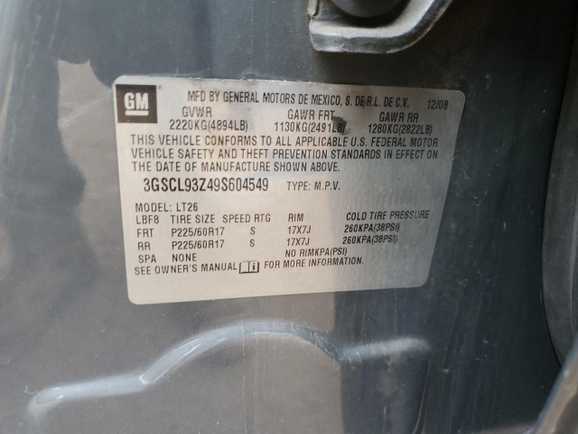 GM
MFD BY GENERAL MOTORS DE MEXICO, S. DE R.L. DE C.V. 12/08
GVWR GAWR FRT GAWR RR
2220KG(4894LB) 1130KG(2491LB) 1280KG(2822LB)
THIS VEHICLE CONFORMS TO ALL APPLICABLE U.S. FEDERAL MOTOR
VEHICLE SAFETY, BUMPER, AND THEFT PREVENTION STANDARDS IN EFFECT ON
THE DATE OF MANUFACTURE SHOWN ABOVE.
3GSCL93Z49S604549 TYPE: M.P.V.
MODEL: LT26
LBF8 TIRE SIZE SPEED RTG RIM COLD TIRE PRESSURE
FRT P225/60R17 S 17X7J 260KPA(38PSI)
RR P225/60R17 S 17X7J 260KPA(38PSI)
SPA NONE NO RIMKPA(PSI)
SEE OWNER'S MANUAL FOR MORE INFORMATION.